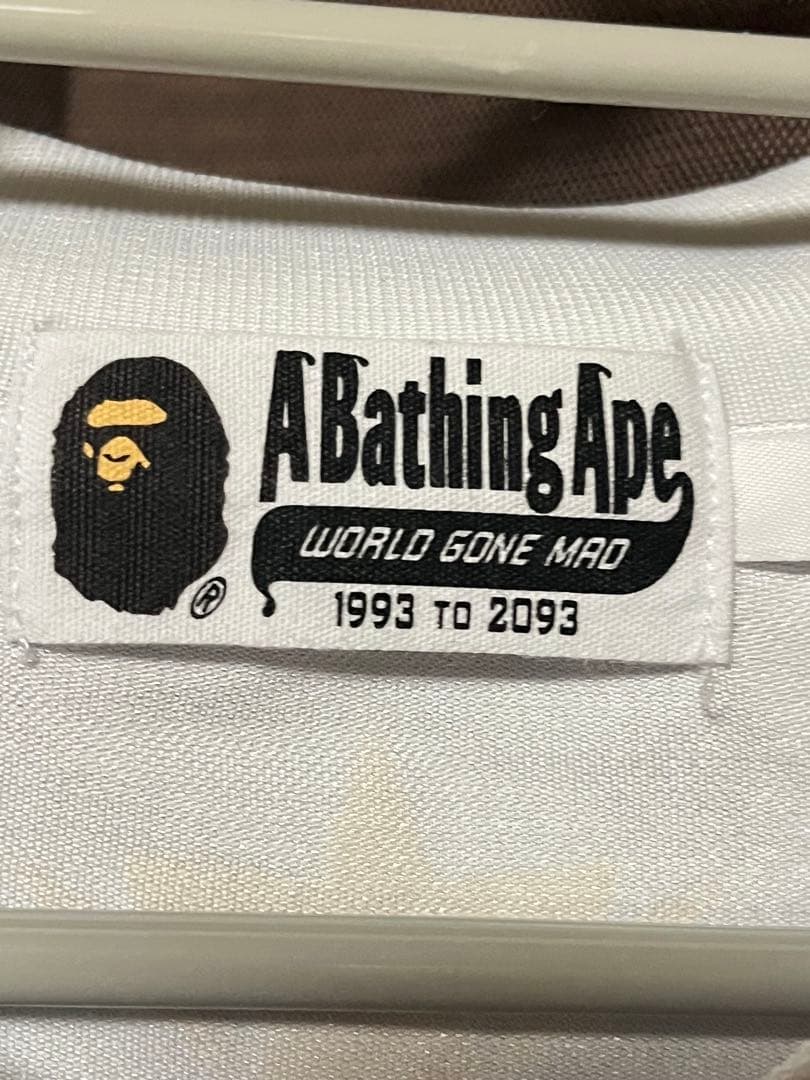 A Bathing Ape
WORLD GONE MAD
1993 TO 2093
®